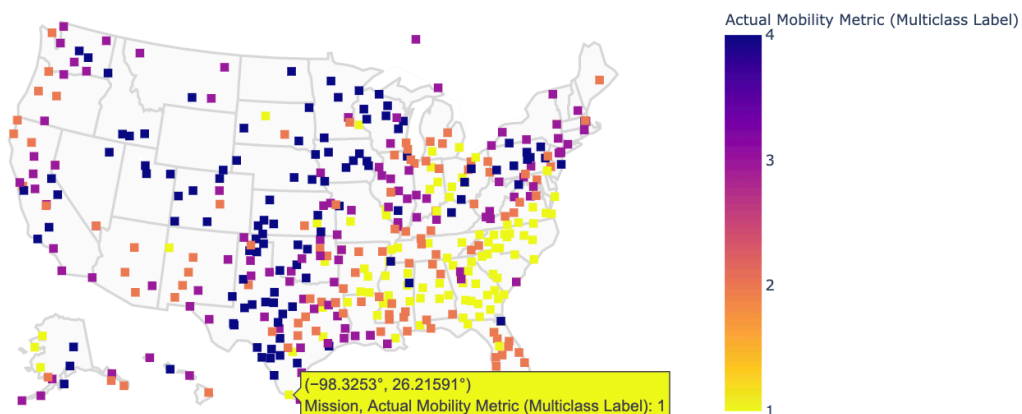 Actual Mobility Metric (Multiclass Label)
4
3
2
1
(−98.3253°, 26.21591°)
Mission, Actual Mobility Metric (Multiclass Label): 1